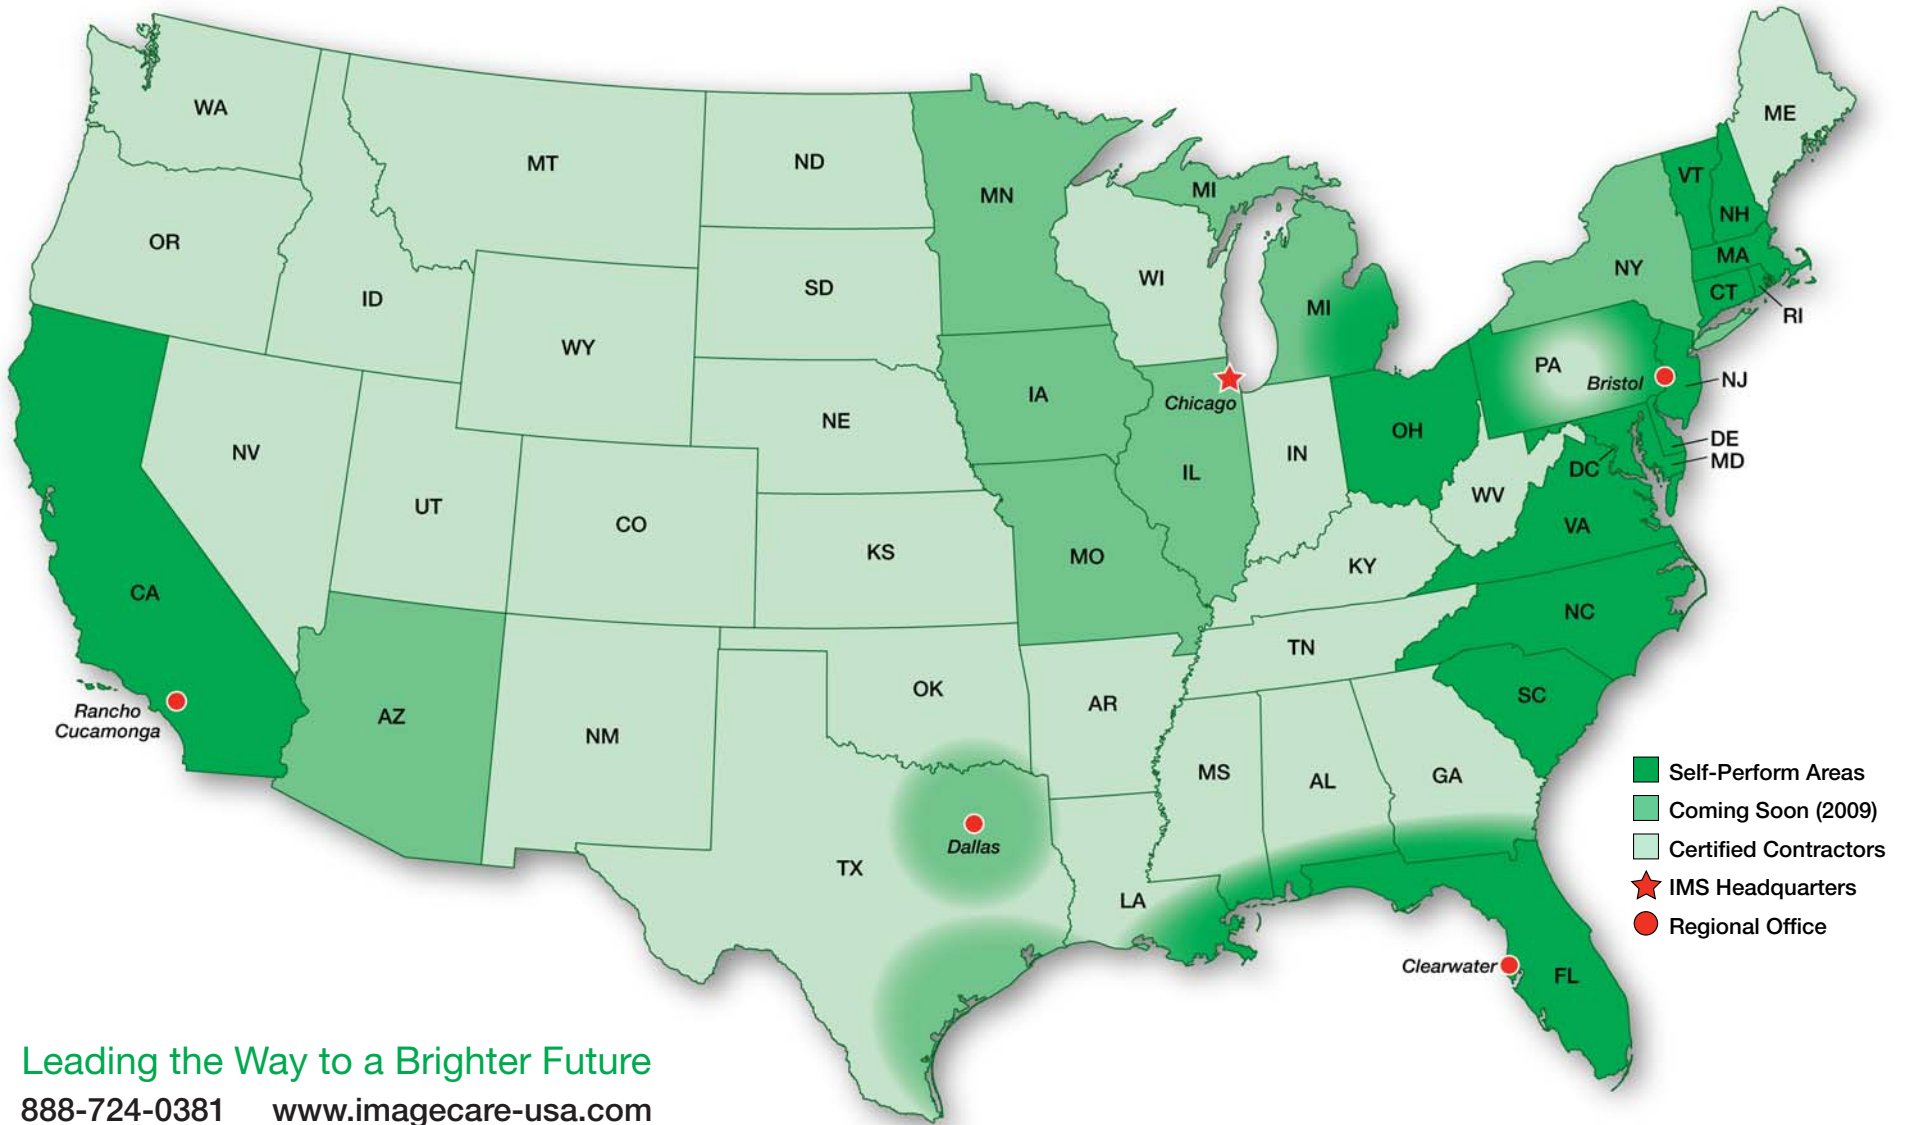 WA
MT
ND
MN
MI
ME
VT
NH
OR
ID
SD
WI
MI
NY
MA
CT
RI
WY
IA
Chicago
PA
Bristol
NJ
NE
OH
NV
UT
CO
KS
MO
IL
IN
WV
DC
DE
MD
VA
KY
CA
NC
TN
SC
Rancho
Cucamonga
AZ
NM
OK
AR
MS
AL
GA
TX
Dallas
LA
Clearwater
FL
Self-Perform Areas
Coming Soon (2009)
Certified Contractors
IMS Headquarters
Regional Office
Leading the Way to a Brighter Future
888-724-0381 www.imagecare-usa.com